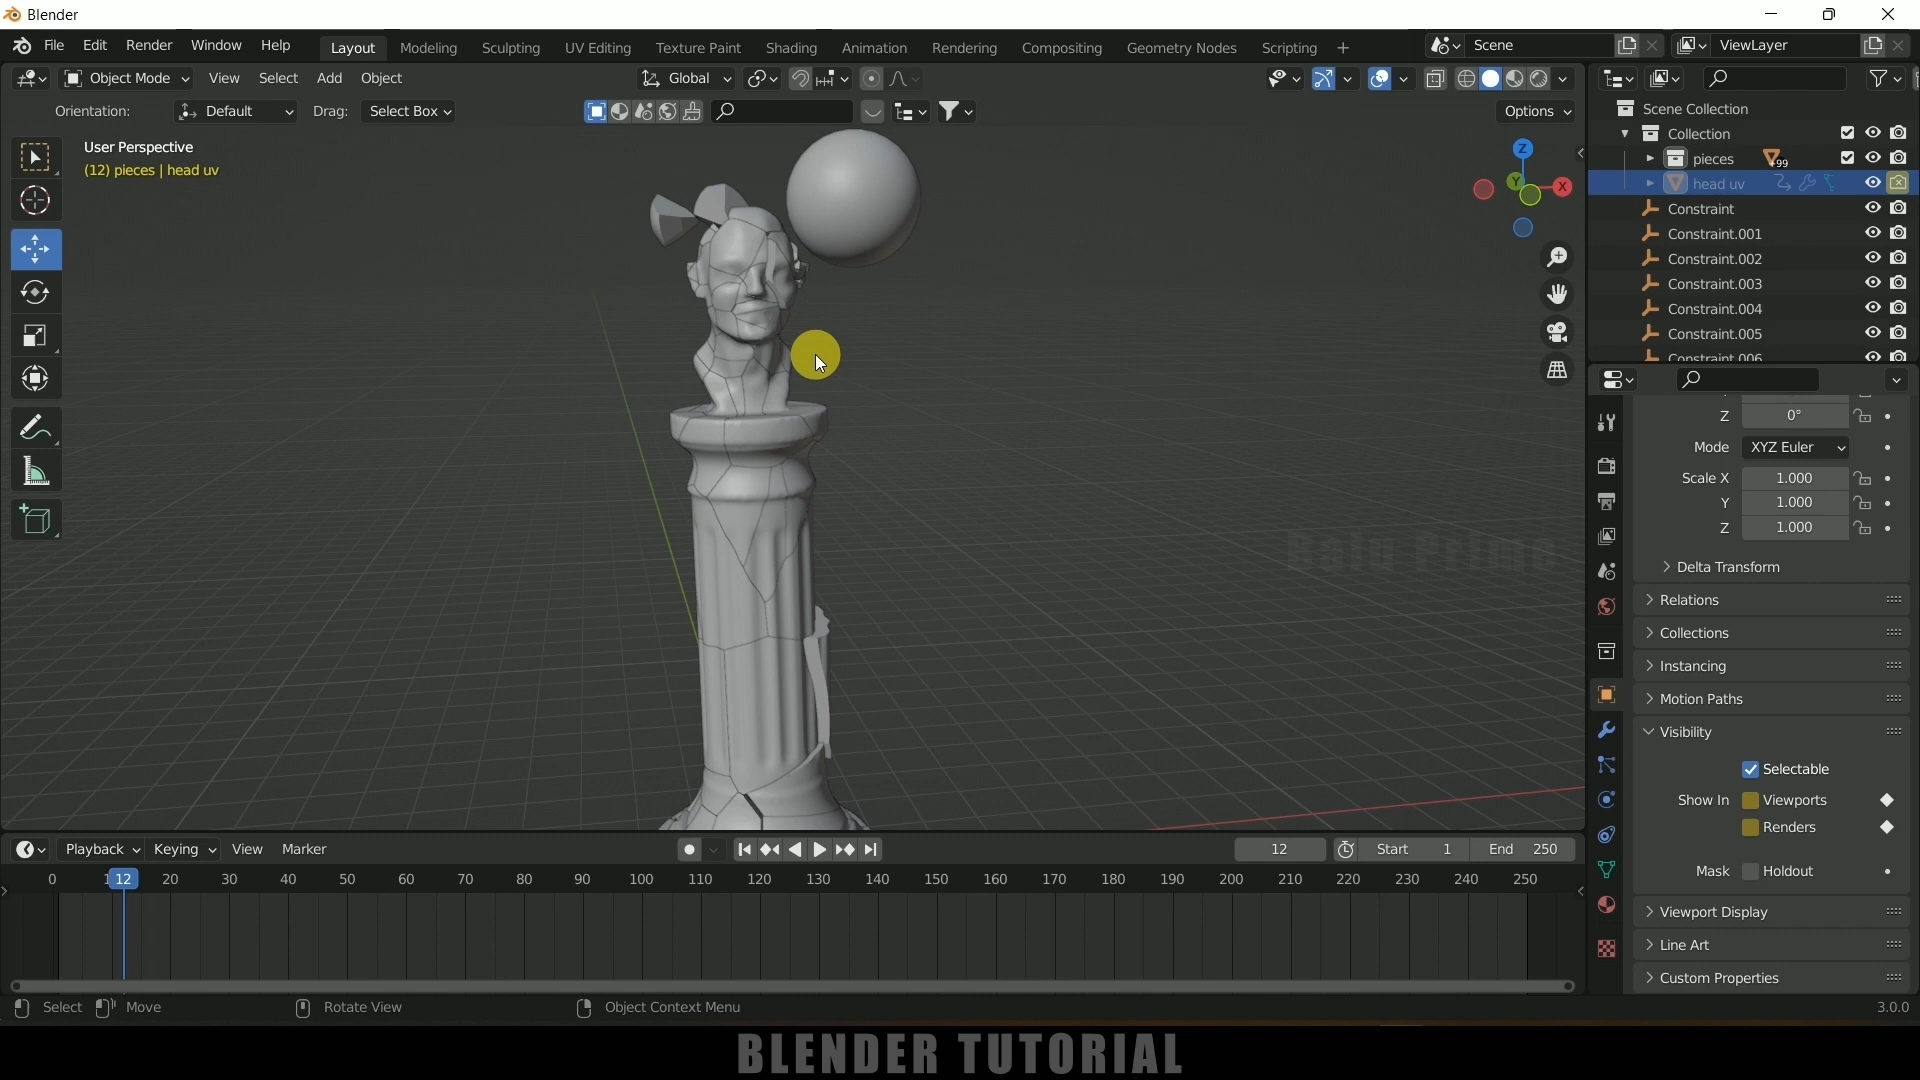 Blender
File Edit Render Window Help Layout Modeling Sculpting UV Editing Texture Paint Shading Animation Rendering Compositing Geometry Nodes Scripting + Scene ViewLayer
Object Mode View Select Add Object Global
Orientation: Default Drag: Select Box Options
User Perspective
(12) pieces | head uv
Z
Y
X
Scene Collection
Collection
pieces +99
head uv
Constraint
Constraint.001
Constraint.002
Constraint.003
Constraint.004
Constraint.005
Constraint.006
Z 0°
Mode XYZ Euler
Scale X 1.000
Y 1.000
Z 1.000
Delta Transform
Relations
Collections
Instancing
Motion Paths
Visibility
Selectable
Show In Viewports
Renders
Mask Holdout
Viewport Display
Line Art
Custom Properties
Balu Prime
Playback Keying View Marker 12 Start 1 End 250
0 12 20 30 40 50 60 70 80 90 100 110 120 130 140 150 160 170 180 190 200 210 220 230 240 250
Select Move Rotate View Object Context Menu 3.0.0
BLENDER TUTORIAL